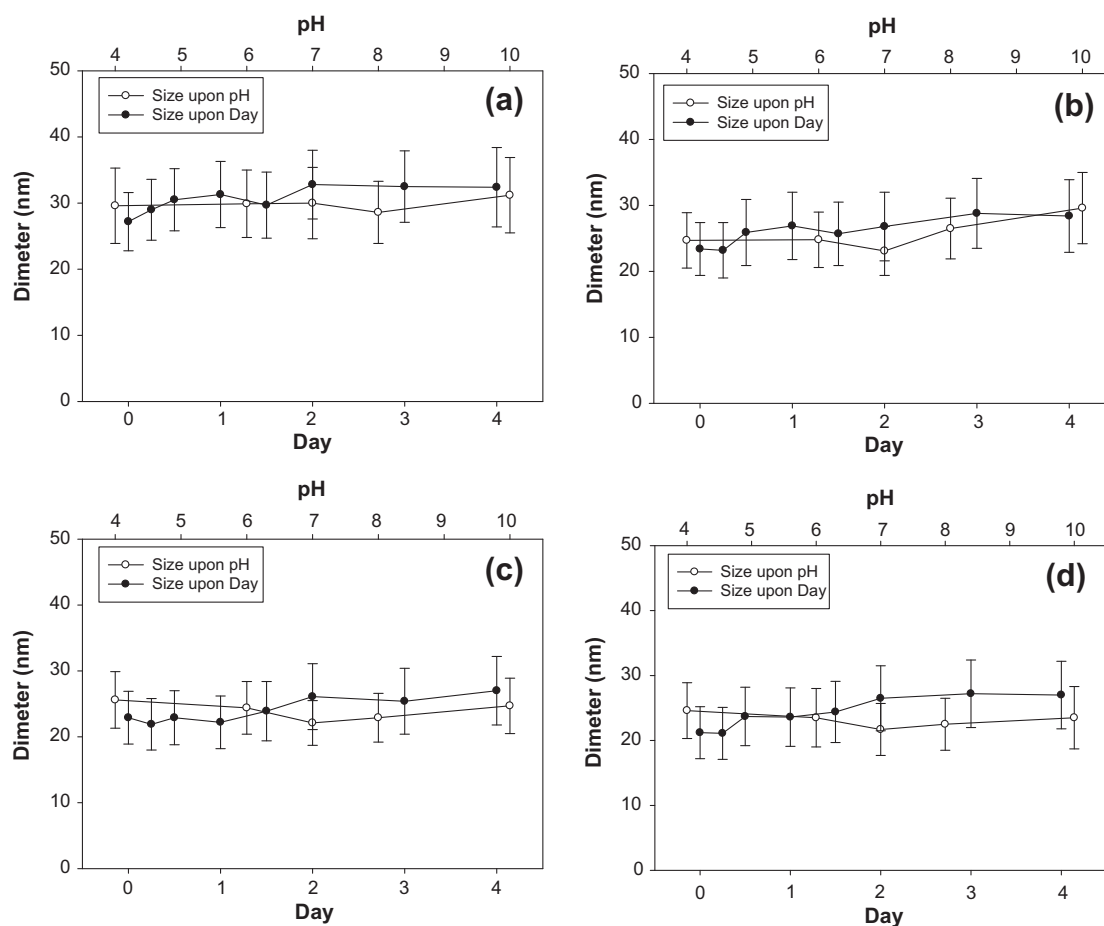 pH
4 5 6 7 8 9 10
50
40
30
20
10
0
Dimeter (nm)
Size upon pH
Size upon Day
(a)
0 1 2 3 4
Day
pH
4 5 6 7 8 9 10
50
40
30
20
10
0
Dimeter (nm)
Size upon pH
Size upon Day
(b)
0 1 2 3 4
Day
pH
4 5 6 7 8 9 10
50
40
30
20
10
0
Dimeter (nm)
Size upon pH
Size upon Day
(c)
0 1 2 3 4
Day
pH
4 5 6 7 8 9 10
50
40
30
20
10
0
Dimeter (nm)
Size upon pH
Size upon Day
(d)
0 1 2 3 4
Day